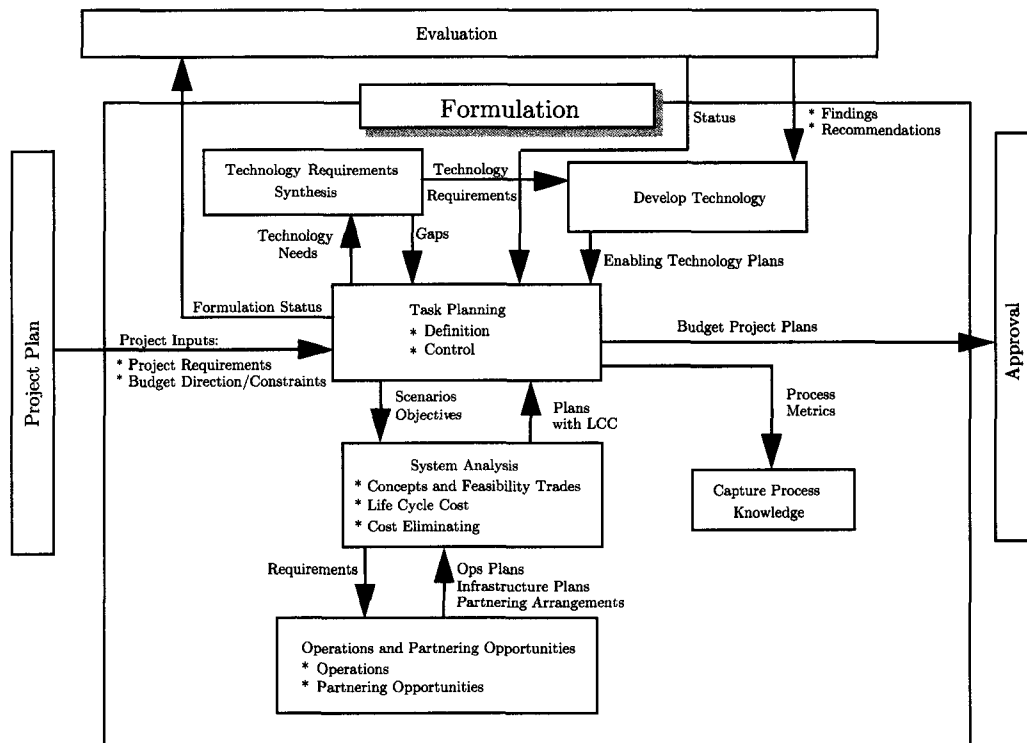 Evaluation
Formulation
Status
* Findings
* Recommendations
Technology Requirements
Synthesis
Technology
Requirements
Develop Technology
Technology
Needs
Gaps
Enabling Technology Plans
Formulation Status
Task Planning
* Definition
* Control
Project Plan
Project Inputs:
* Project Requirements
* Budget Direction/Constraints
Budget Project Plans
Approval
Scenarios
Objectives
Plans
with LCC
Process
Metrics
System Analysis
* Concepts and Feasibility Trades
* Life Cycle Cost
* Cost Eliminating
Capture Process
Knowledge
Requirements
Ops Plans
Infrastructure Plans
Partnering Arrangements
Operations and Partnering Opportunities
* Operations
* Partnering Opportunities